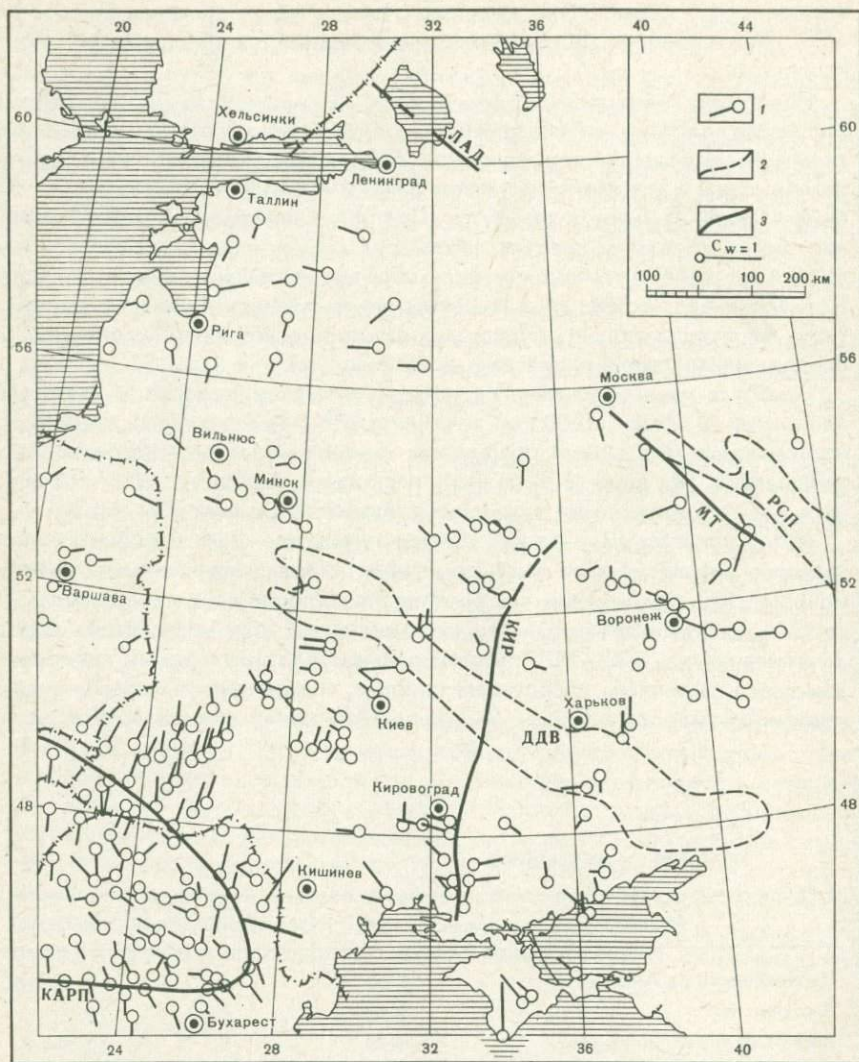 20 24 28 32 36 40 44
60 60
Хельсинки
ЛАД
Ленинград
Таллин
1
2
3
C w = 1
100 0 100 200 км
Рига
56 56
Москва
Вильнюс
Минск
МТ
РСП
52 52
Варшава
Воронеж
КИР
Киев
Харьков
ДДВ
Кировоград
48 48
Кишинев
КАРП
Бухарест
24 28 32 36 40